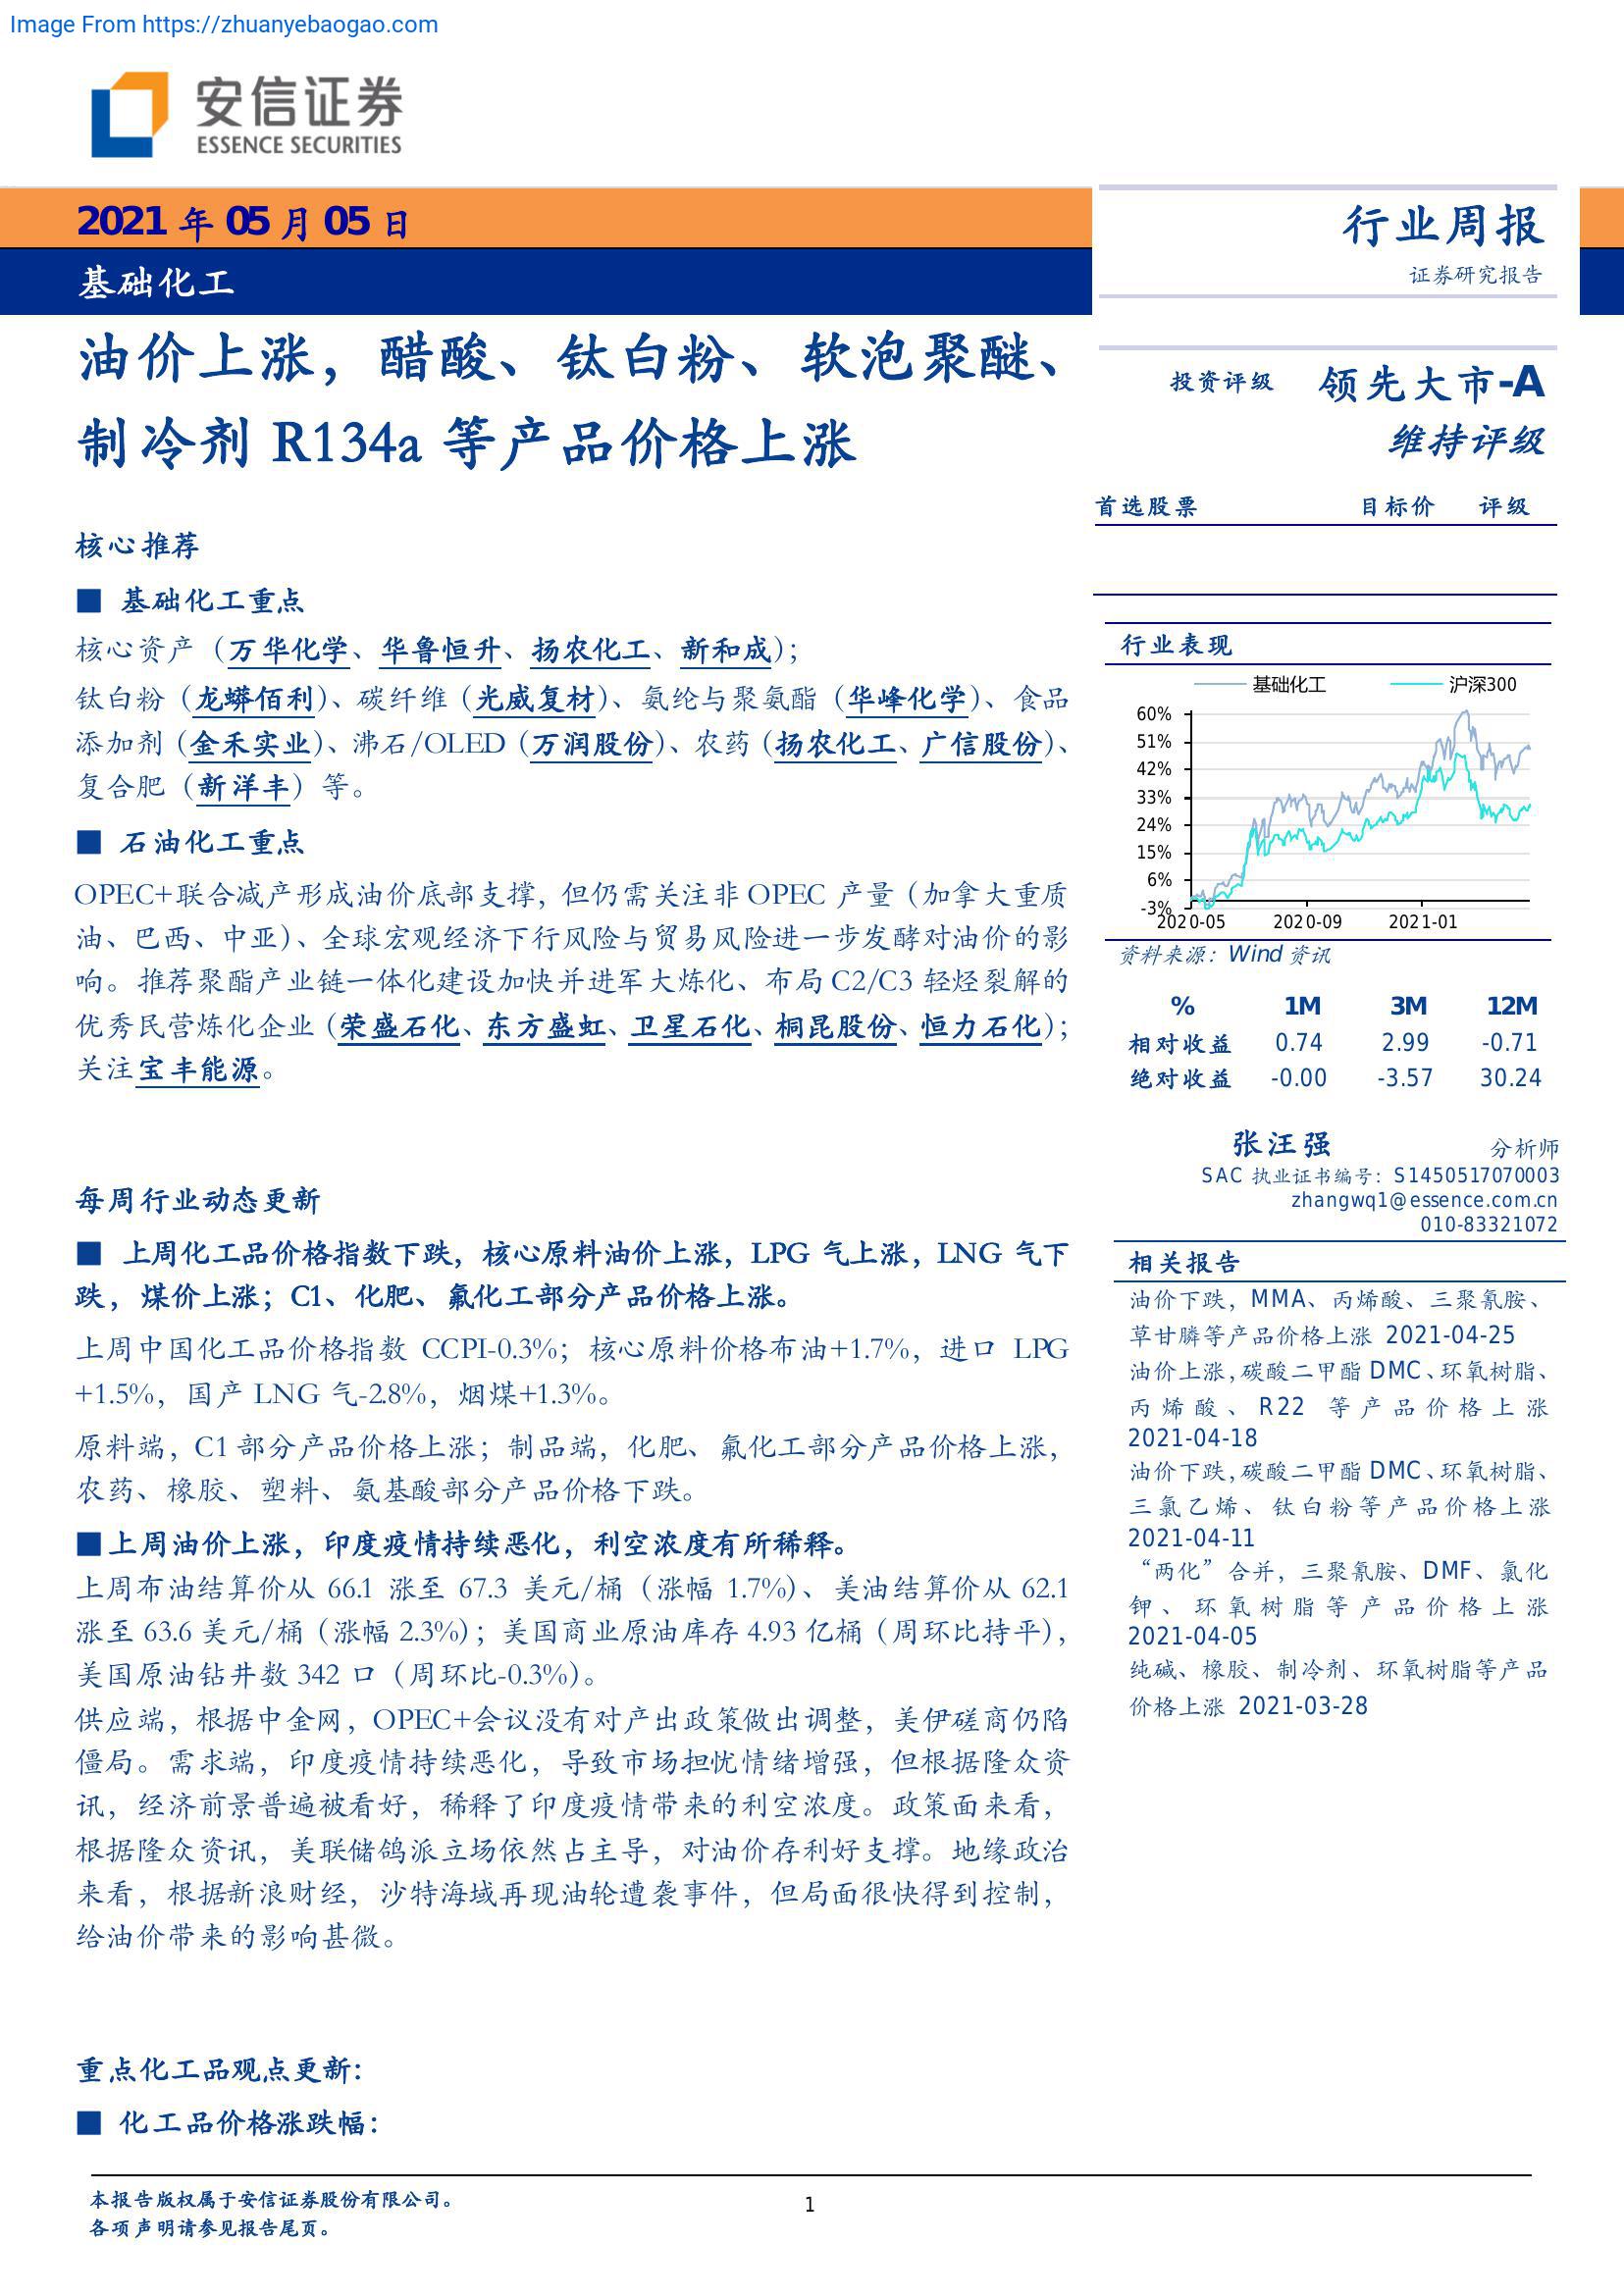 Image From https://zhuanyebaogao.com
安信证券
ESSENCE SECURITIES
2021 年 05 月 05 日
基础化工
行业周报
证券研究报告
油价上涨，醋酸、钛白粉、软泡聚醚、
制冷剂 R134a 等产品价格上涨
核心推荐
■ 基础化工重点
核心资产（万华化学、华鲁恒升、扬农化工、新和成）；
钛白粉（龙蟒佰利）、碳纤维（光威复材）、氨纶与聚氨酯（华峰化学）、食品
添加剂（金禾实业）、沸石/OLED（万润股份）、农药（扬农化工、广信股份）、
复合肥（新洋丰）等。
■ 石油化工重点
OPEC+联合减产形成油价底部支撑，但仍需关注非 OPEC 产量（加拿大重质
油、巴西、中亚）、全球宏观经济下行风险与贸易风险进一步发酵对油价的影
响。推荐聚酯产业链一体化建设加快并进军大炼化、布局 C2/C3 轻烃裂解的
优秀民营炼化企业（荣盛石化、东方盛虹、卫星石化、桐昆股份、恒力石化）；
关注宝丰能源。
每周行业动态更新
■ 上周化工品价格指数下跌，核心原料油价上涨，LPG 气上涨，LNG 气下
跌，煤价上涨；C1、化肥、氟化工部分产品价格上涨。
上周中国化工品价格指数 CCPI-0.3%；核心原料价格布油+1.7%，进口 LPG
+1.5%，国产 LNG 气-2.8%，烟煤+1.3%。
原料端，C1 部分产品价格上涨；制品端，化肥、氟化工部分产品价格上涨，
农药、橡胶、塑料、氨基酸部分产品价格下跌。
■上周油价上涨，印度疫情持续恶化，利空浓度有所稀释。
上周布油结算价从 66.1 涨至 67.3 美元/桶（涨幅 1.7%）、美油结算价从 62.1
涨至 63.6 美元/桶（涨幅 2.3%）；美国商业原油库存 4.93 亿桶（周环比持平），
美国原油钻井数 342 口（周环比-0.3%）。
供应端，根据中金网，OPEC+会议没有对产出政策做出调整，美伊磋商仍陷
僵局。需求端，印度疫情持续恶化，导致市场担忧情绪增强，但根据隆众资
讯，经济前景普遍被看好，稀释了印度疫情带来的利空浓度。政策面来看，
根据隆众资讯，美联储鸽派立场依然占主导，对油价存利好支撑。地缘政治
来看，根据新浪财经，沙特海域再现油轮遭袭事件，但局面很快得到控制，
给油价带来的影响甚微。
重点化工品观点更新：
■ 化工品价格涨跌幅：
投资评级 领先大市-A
维持评级
首选股票 目标价 评级
行业表现
基础化工 沪深300
60%
51%
42%
33%
24%
15%
6%
-3%
2020-05 2020-09 2021-01
资料来源：Wind 资讯
% 1M 3M 12M
相对收益 0.74 2.99 -0.71
绝对收益 -0.00 -3.57 30.24
张汪强 分析师
SAC 执业证书编号：S1450517070003
zhangwq1@essence.com.cn
010-83321072
相关报告
油价下跌，MMA、丙烯酸、三聚氰胺、
草甘膦等产品价格上涨 2021-04-25
油价上涨，碳酸二甲酯 DMC、环氧树脂、
丙烯酸、R22 等产品价格上涨
2021-04-18
油价下跌，碳酸二甲酯 DMC、环氧树脂、
三氯乙烯、钛白粉等产品价格上涨
2021-04-11
“两化”合并，三聚氰胺、DMF、氯化
钾、环氧树脂等产品价格上涨
2021-04-05
纯碱、橡胶、制冷剂、环氧树脂等产品
价格上涨 2021-03-28
本报告版权属于安信证券股份有限公司。
各项声明请参见报告尾页。
1